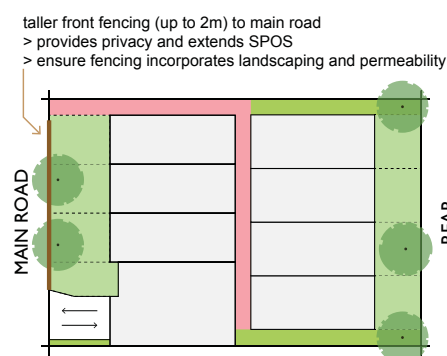 taller front fencing (up to 2m) to main road
> provides privacy and extends SPOS
> ensure fencing incorporates landscaping and permeability
MAIN ROAD
REAR